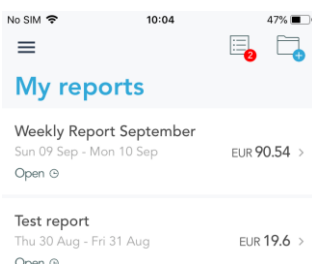 No SIM 10:04 47%
2
My reports
Weekly Report September
Sun 09 Sep - Mon 10 Sep EUR 90.54 >
Open
Test report
Thu 30 Aug - Fri 31 Aug EUR 19.6 >
Open